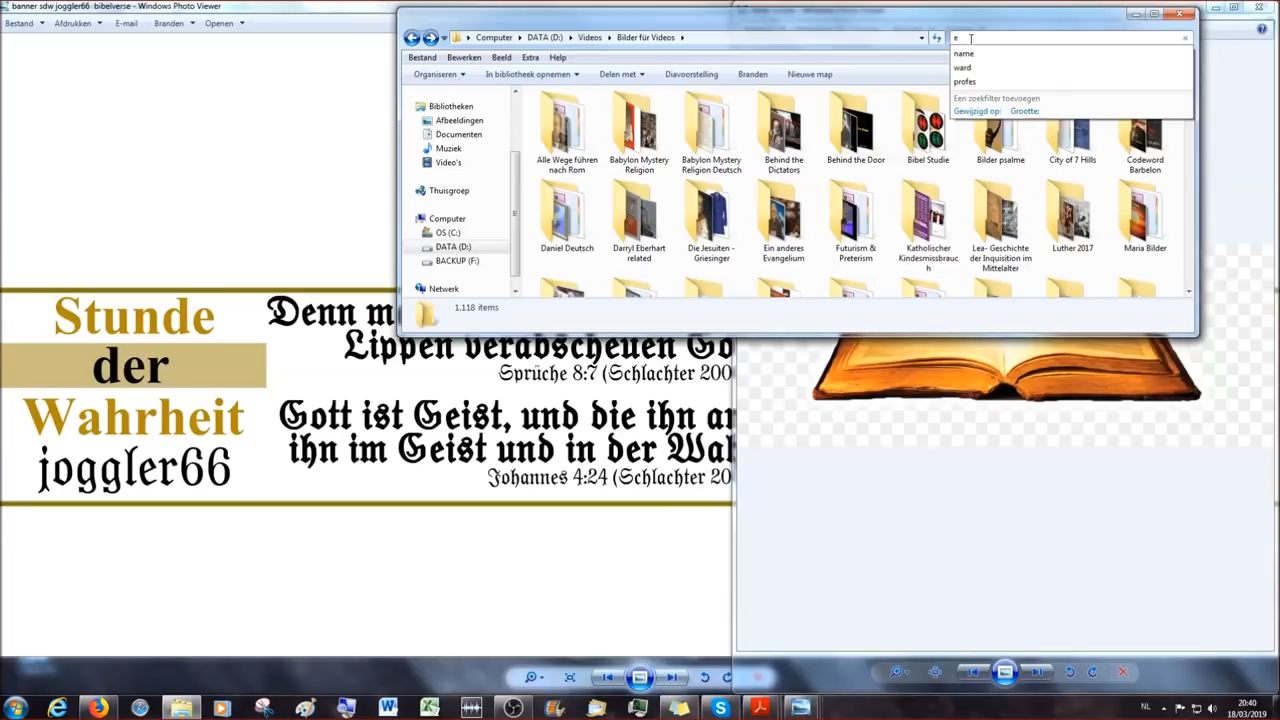 banner sdw joggler66 bibelverse - Windows Photo Viewer
Bestand Afdrukken E-mail Branden Openen
Computer DATA (D:) Videos Bilder für Videos
e
name
ward
profes
Een zoekfilter toevoegen
Gewijzigd op: Grootte:
Bestand Bewerken Beeld Extra Help
Organiseren In bibliotheek opnemen Delen met Diavoorstelling Branden Nieuwe map
Bibliotheken
Afbeeldingen
Documenten
Muziek
Video's
Thuisgroep
Computer
OS (C:)
DATA (D:)
BACKUP (F:)
Netwerk
Alle Wege führen nach Rom
Babylon Mystery Religion
Babylon Mystery Religion Deutsch
Behind the Dictators
Behind the Door
Bibel Studie
Bilder psalme
City of 7 Hills
Codeword Barbelon
Daniel Deutsch
Darryl Eberhart related
Die Jesuiten - Griesinger
Ein anderes Evangelium
Futurism & Preterism
Katholischer Kindesmissbrauch
Lea- Geschichte der Inquisition im Mittelalter
Luther 2017
Maria Bilder
1.118 items
Stunde
der
Wahrheit
joggler66
Denn m
Lippen verabscheuen Go
Sprüche 8:7 (Schlachter 200
Gott ist Geist, und die ihn an
ihn im Geist und in der Wah
Johannes 4:24 (Schlachter 20
NL
20:40
18/03/2019